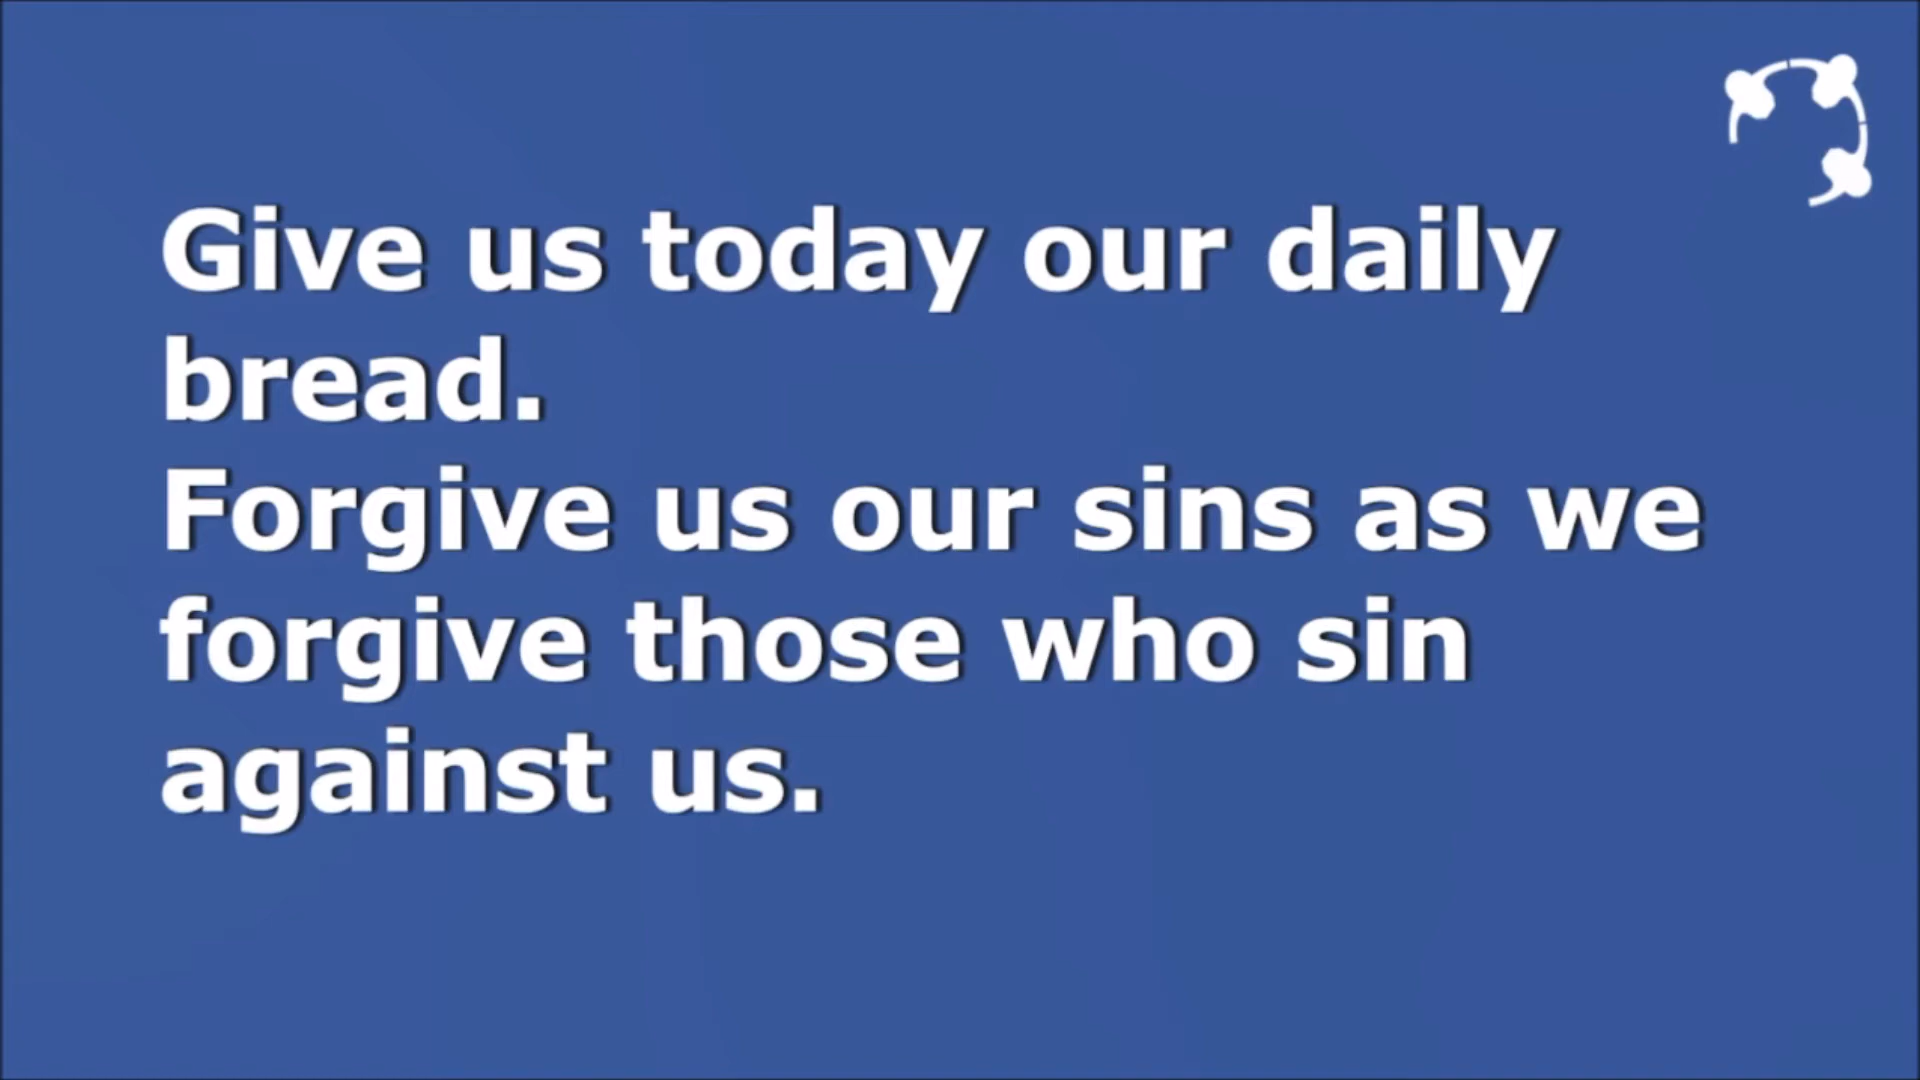 Give us today our daily
bread.
Forgive us our sins as we
forgive those who sin
against us.